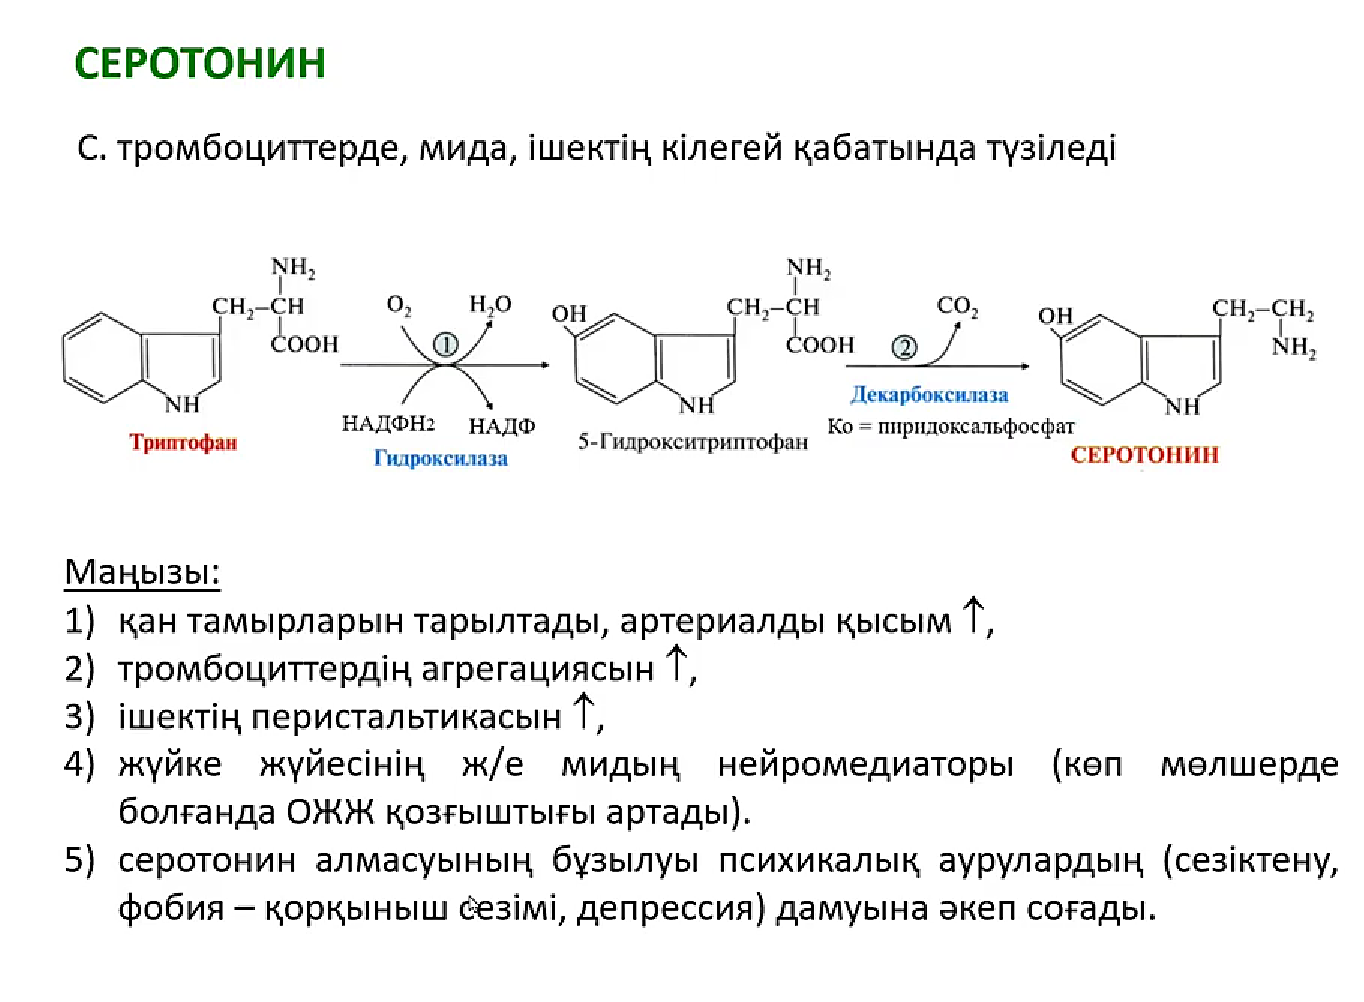 СЕРОТОНИН
С. тромбоциттерде, мида, ішектің кілегей қабатында түзіледі
NH₂
CH₂–CH
COOH
NH
Триптофан
O₂
H₂O
①
НАДФН2
НАДФ
Гидроксилаза
OH
NH₂
CH₂–CH
COOH
NH
5-Гидрокситриптофан
②
CO₂
Декарбоксилаза
Ко = пиридоксальфосфат
OH
CH₂–CH₂
NH₂
NH
СЕРОТОНИН
Маңызы:
1) қан тамырларын тарылтады, артериалды қысым ↑,
2) тромбоциттердің агрегациясын ↑,
3) ішектің перистальтикасын ↑,
4) жүйке жүйесінің ж/е мидың нейромедиаторы (көп мөлшерде
болғанда ОЖЖ қозғыштығы артады).
5) серотонин алмасуының бұзылуы психикалық аурулардың (сезіктену,
фобия – қорқыныш сезімі, депрессия) дамуына әкеп соғады.